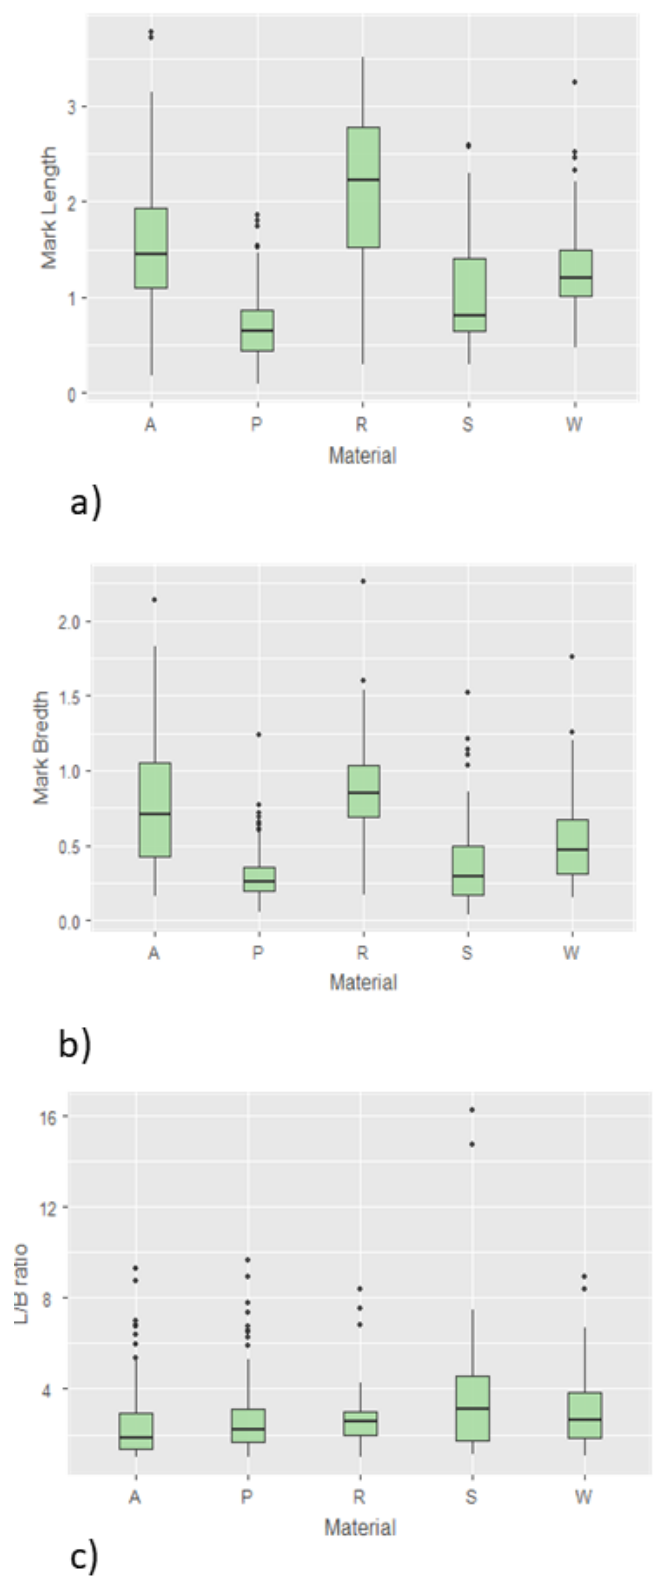 Mark Length
3
2
1
0
A P R S W
Material
a)
Mark Bredth
2.0
1.5
1.0
0.5
0.0
A P R S W
Material
b)
L/B ratio
16
12
8
4
A P R S W
Material
c)